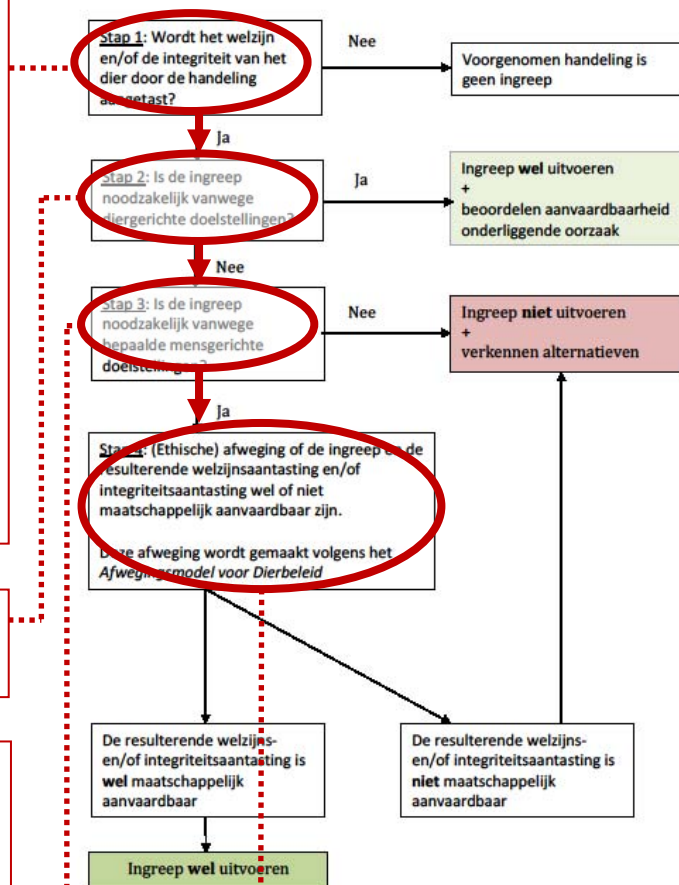 Stap 1: Wordt het welzijn
en/of de integriteit van het
dier door de handeling
aangetast?
Nee
Voorgenomen handeling is
geen ingreep
Ja
Stap 2: Is de ingreep
noodzakelijk vanwege
diergerichte doelstellingen?
Ja
Ingreep wel uitvoeren
+
beoordelen aanvaardbaarheid
onderliggende oorzaak
Nee
Stap 3: Is de ingreep
noodzakelijk vanwege
bepaalde mensgerichte
doelstellingen?
Nee
Ingreep niet uitvoeren
+
verkennen alternatieven
Ja
Stap 4: (Ethische) afweging of de ingreep en de
resulterende welzijnsaantasting en/of
integriteitsaantasting wel of niet
maatschappelijk aanvaardbaar zijn.
Deze afweging wordt gemaakt volgens het
Afwegingsmodel voor Dierbeleid
De resulterende welzijns-
en/of integriteitsaantasting is
wel maatschappelijk
aanvaardbaar
De resulterende welzijns-
en/of integriteitsaantasting is
niet maatschappelijk
aanvaardbaar
Ingreep wel uitvoeren